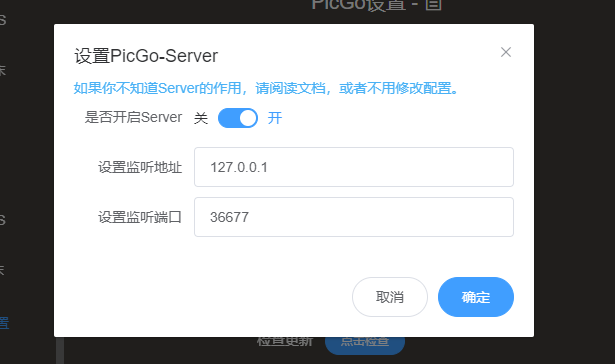 PicGo设置 -
设置PicGo-Server
如果你不知道Server的作用，请阅读文档，或者不用修改配置。
是否开启Server 关 开
设置监听地址 127.0.0.1
设置监听端口 36677
取消 确定
置
检查更新 点击检查